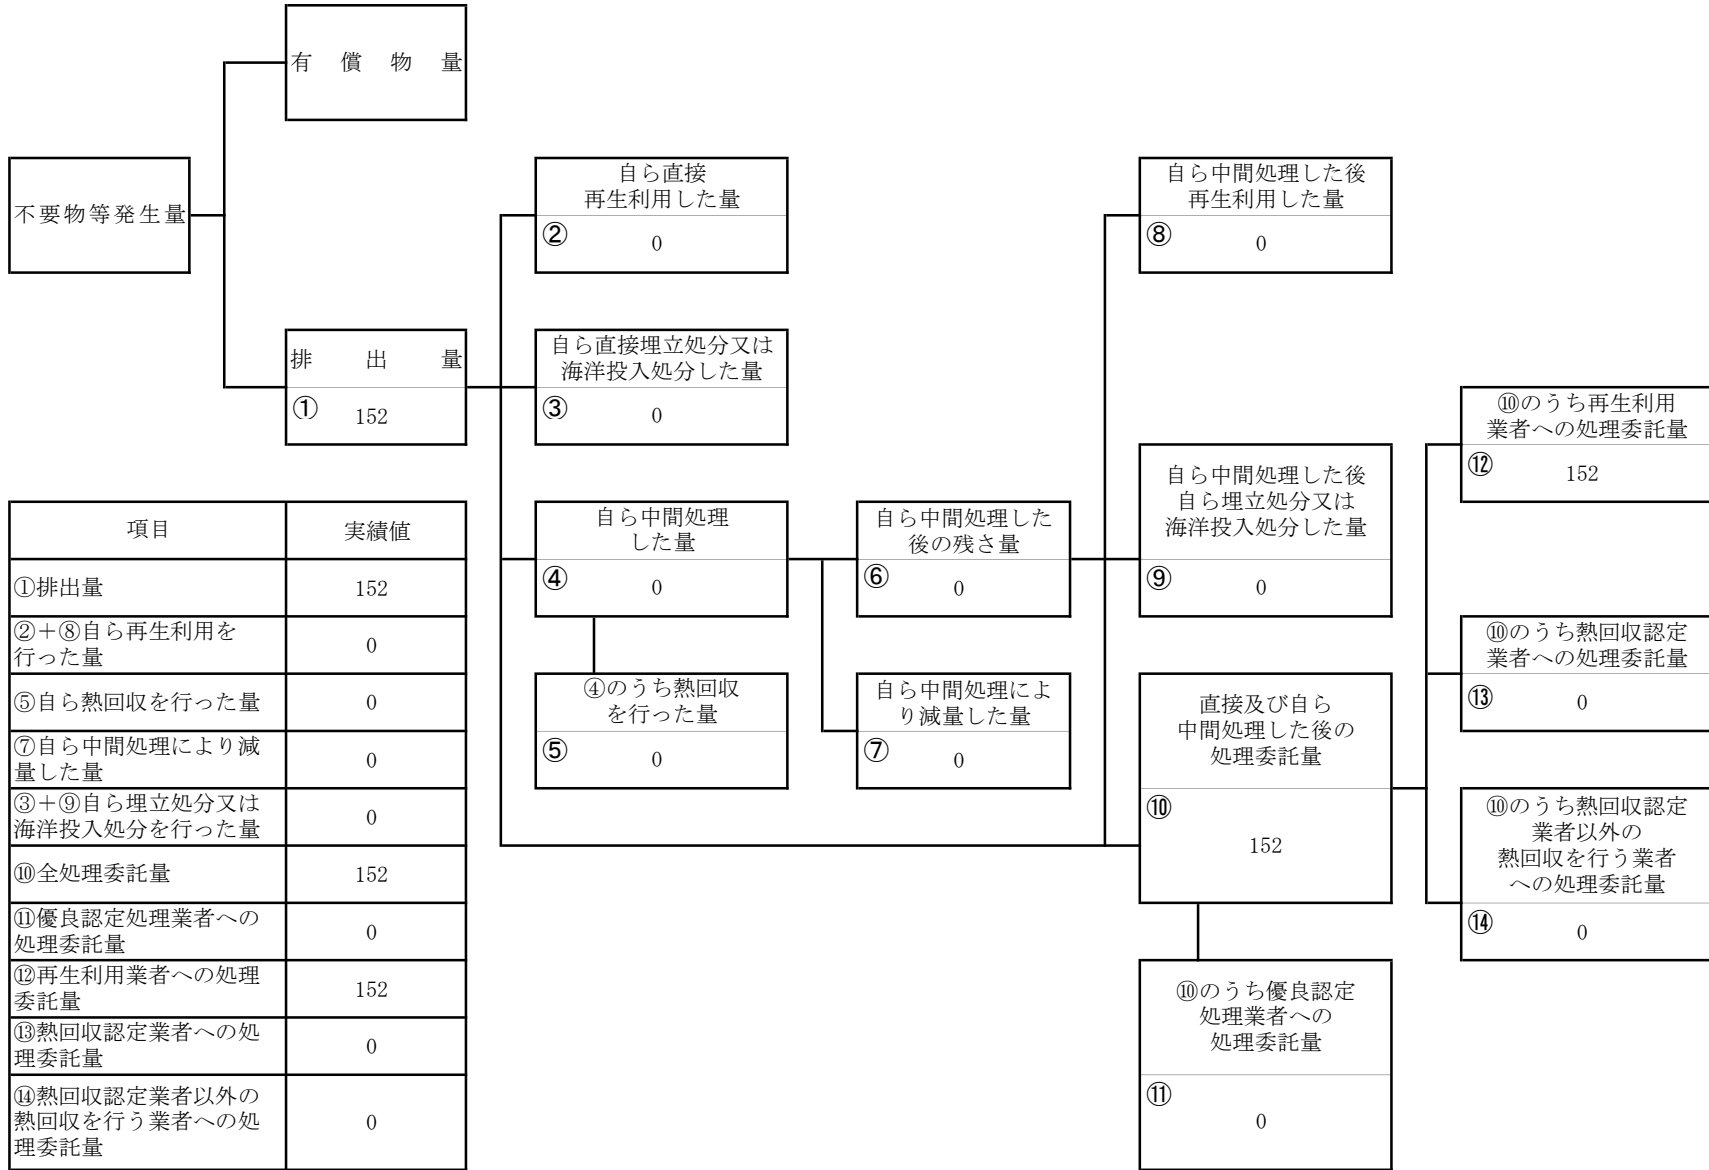 有償物量
不要物等発生量
自ら直接
再生利用した量
②
0
自ら中間処理した後
再生利用した量
⑧
0
排出量
①
152
自ら直接埋立処分又は
海洋投入処分した量
③
0
⑩のうち再生利用
業者への処理委託量
⑫
152
自ら中間処理
した量
④
0
自ら中間処理した
後の残さ量
⑥
0
自ら中間処理した後
自ら埋立処分又は
海洋投入処分した量
⑨
0
⑩のうち熱回収認定
業者への処理委託量
⑬
0
④のうち熱回収
を行った量
⑤
0
自ら中間処理によ
り減量した量
⑦
0
直接及び自ら
中間処理した後の
処理委託量
⑩
152
⑩のうち熱回収認定
業者以外の
熱回収を行う業者
への処理委託量
⑭
0
⑩のうち優良認定
処理業者への
処理委託量
⑪
0
項目 実績値
①排出量 152
②+⑧自ら再生利用を
行った量 0
⑤自ら熱回収を行った量 0
⑦自ら中間処理により減
量した量 0
③+⑨自ら埋立処分又は
海洋投入処分を行った量 0
⑩全処理委託量 152
⑪優良認定処理業者への
処理委託量 0
⑫再生利用業者への処理
委託量 152
⑬熱回収認定業者への処
理委託量 0
⑭熱回収認定業者以外の
熱回収を行う業者への処
理委託量 0